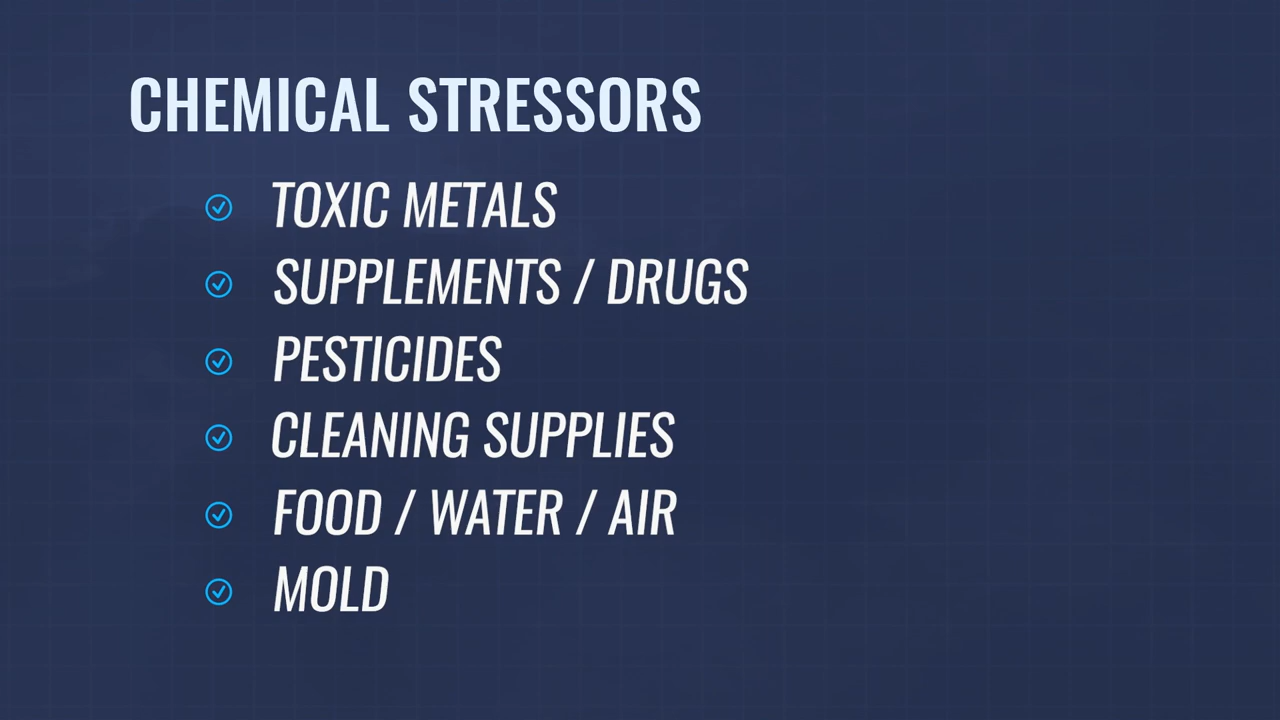 CHEMICAL STRESSORS
TOXIC METALS
SUPPLEMENTS / DRUGS
PESTICIDES
CLEANING SUPPLIES
FOOD / WATER / AIR
MOLD